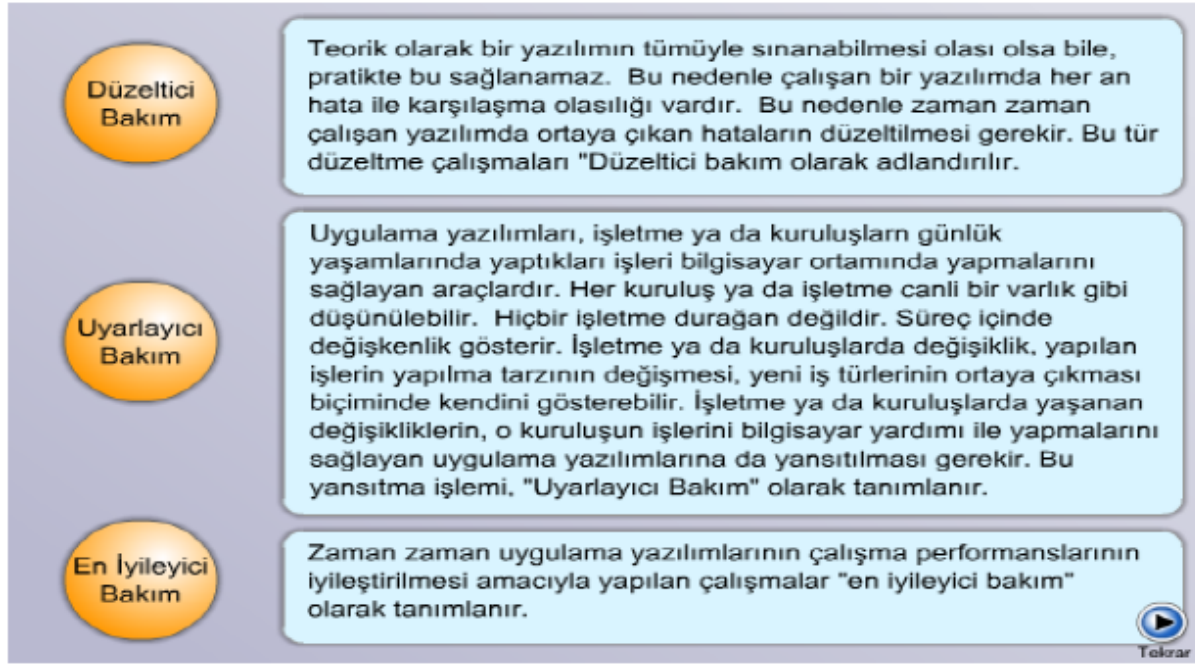 Düzeltici
Bakım
Teorik olarak bir yazılımın tümüyle sınanabilmesi olası olsa bile,
pratikte bu sağlanamaz. Bu nedenle çalışan bir yazılımda her an
hata ile karşılaşma olasılığı vardır. Bu nedenle zaman zaman
çalışan yazılımda ortaya çıkan hataların düzeltilmesi gerekir. Bu tür
düzeltme çalışmaları "Düzeltici bakım olarak adlandırılır.
Uyarlayıcı
Bakım
Uygulama yazılımları, işletme ya da kuruluşlarn günlük
yaşamlarında yaptıkları işleri bilgisayar ortamında yapmalarını
sağlayan araçlardır. Her kuruluş ya da işletme canli bir varlık gibi
düşünülebilir. Hiçbir işletme durağan değildir. Süreç içinde
değişkenlik gösterir. İşletme ya da kuruluşlarda değişiklik, yapılan
işlerin yapılma tarzının değişmesi, yeni iş türlerinin ortaya çıkması
biçiminde kendini gösterebilir. İşletme ya da kuruluşlarda yaşanan
değişikliklerin, o kuruluşun işlerini bilgisayar yardımı ile yapmalarını
sağlayan uygulama yazılımlarına da yansıtılması gerekir. Bu
yansıtma işlemi, "Uyarlayıcı Bakım" olarak tanımlanır.
En İyileyici
Bakım
Zaman zaman uygulama yazılımlarının çalışma performanslarının
iyileştirilmesi amacıyla yapılan çalışmalar "en iyileyici bakım"
olarak tanımlanır.
Tekrar